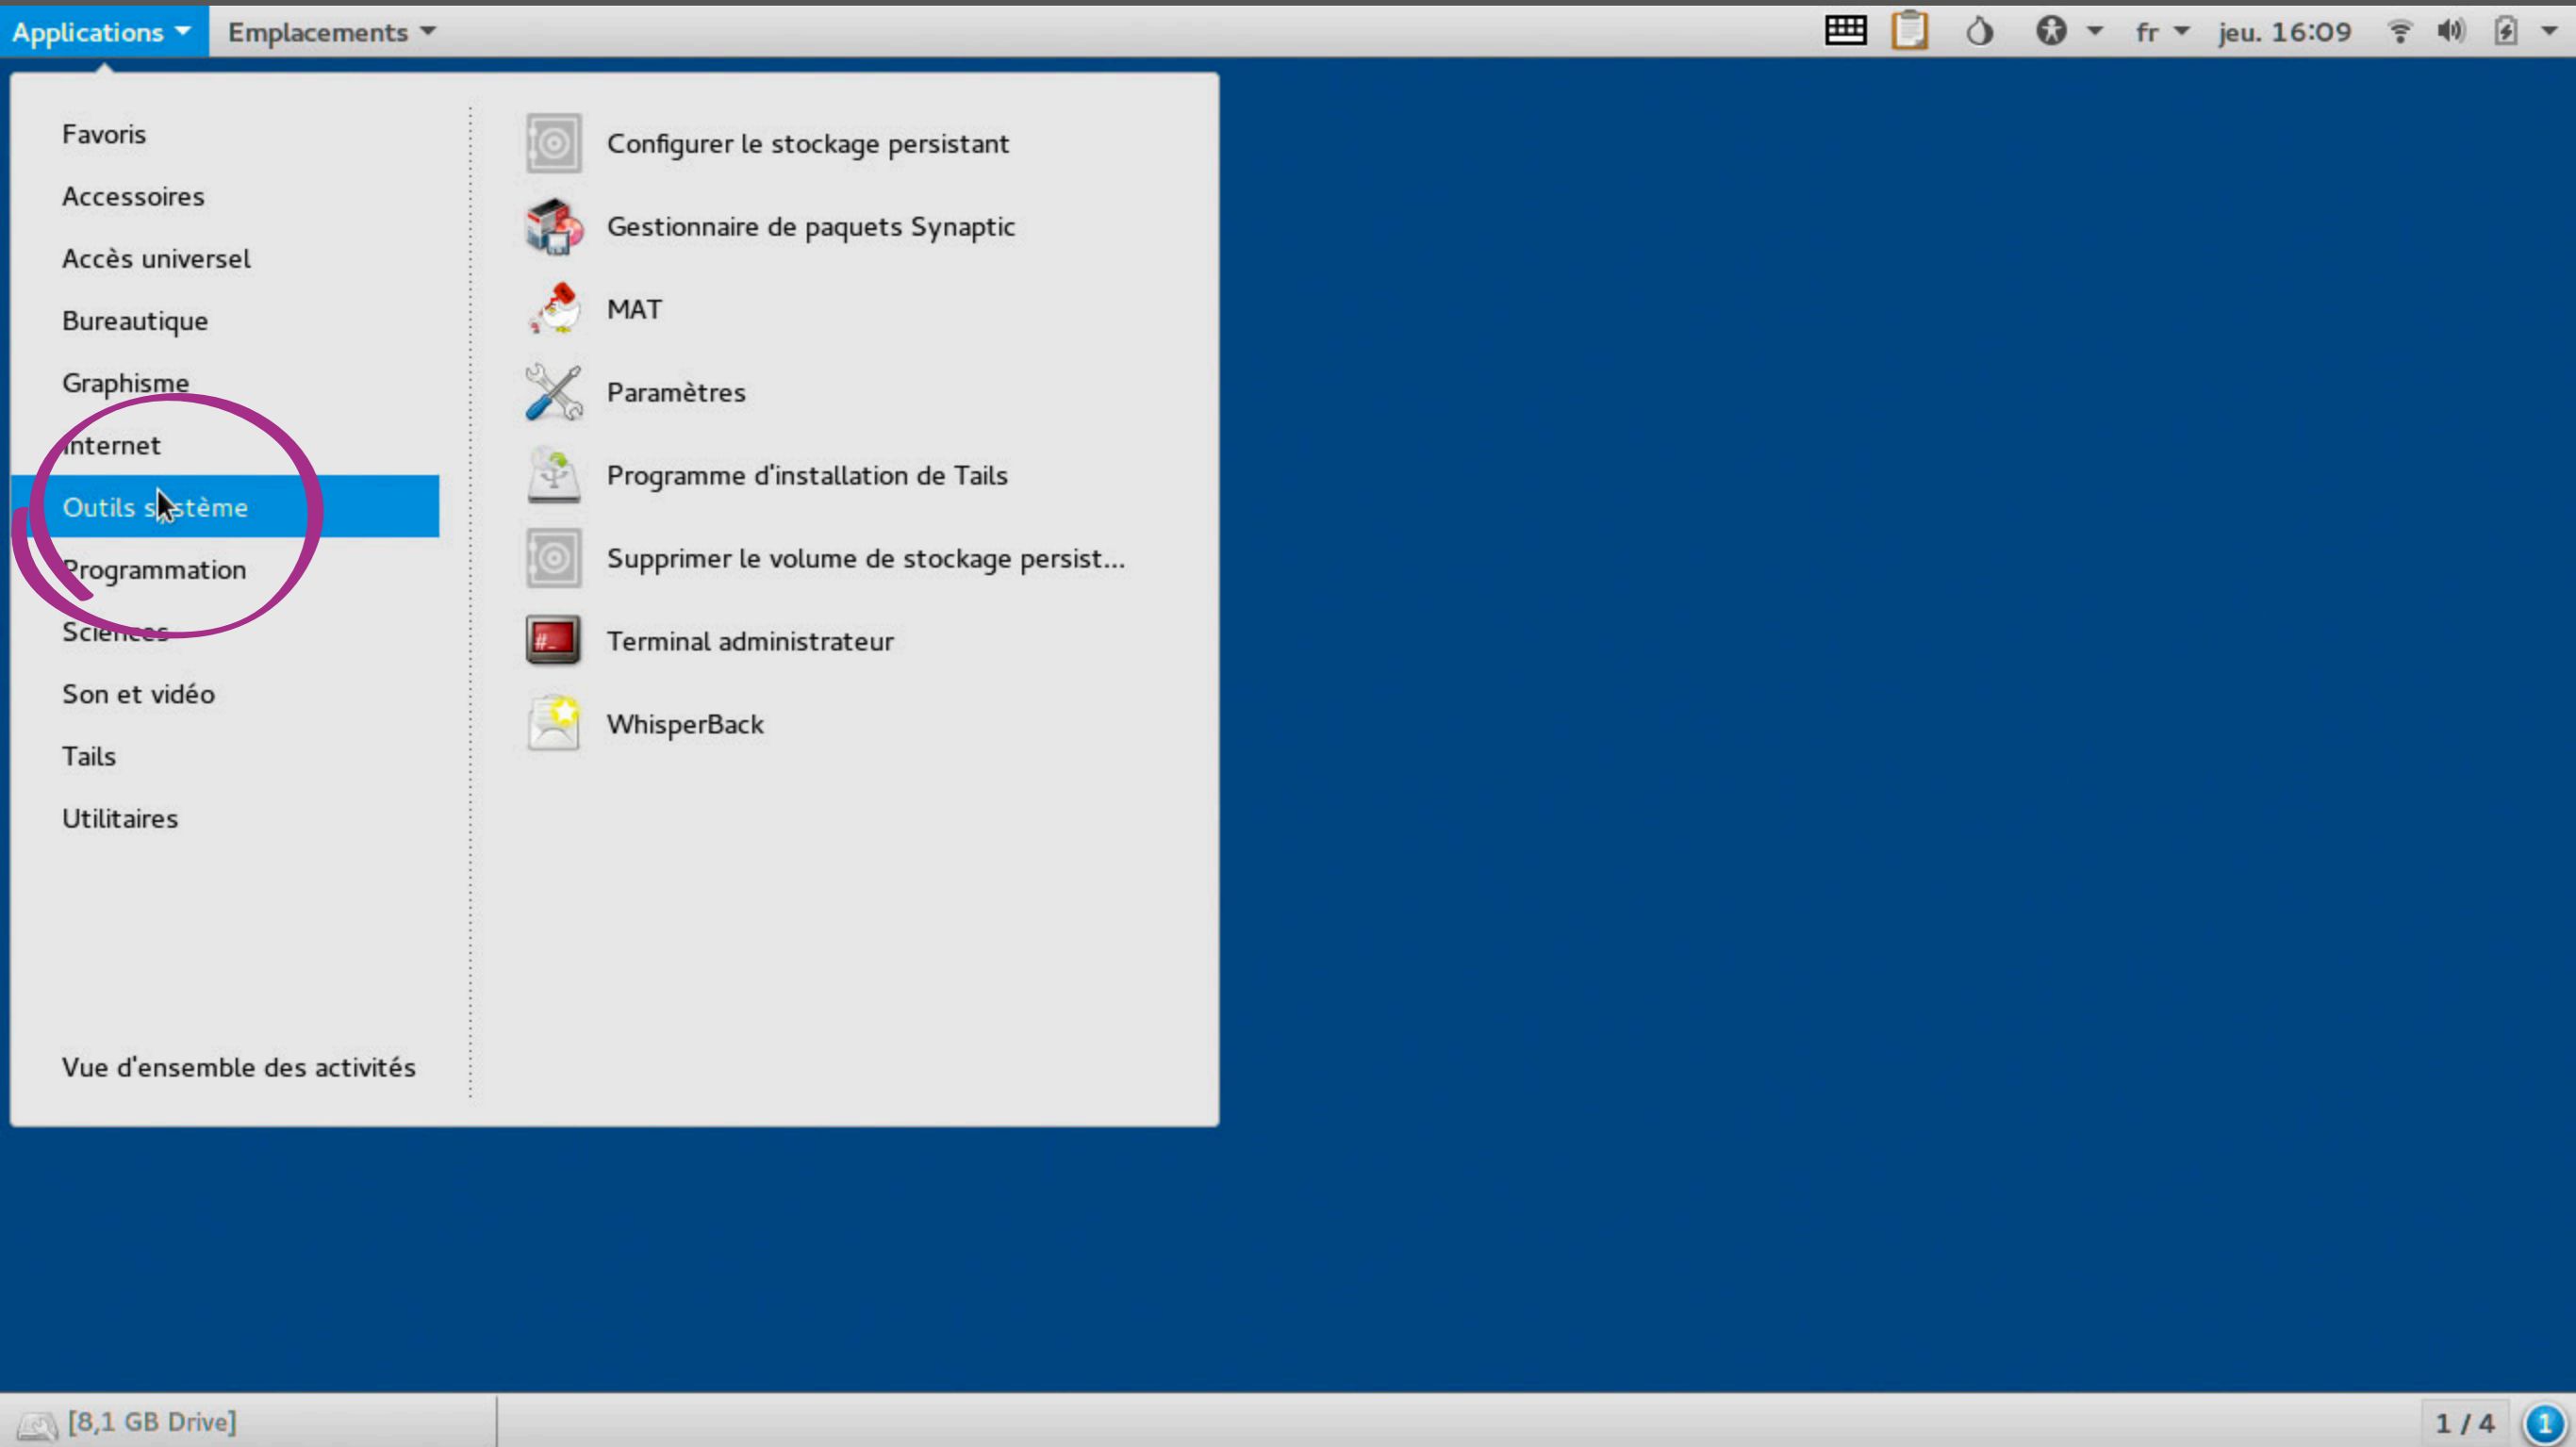 Applications Emplacements fr jeu. 16:09
Favoris
Accessoires
Accès universel
Bureautique
Graphisme
Internet
Outils système
Programmation
Sciences
Son et vidéo
Tails
Utilitaires
Vue d'ensemble des activités
Configurer le stockage persistant
Gestionnaire de paquets Synaptic
MAT
Paramètres
Programme d'installation de Tails
Supprimer le volume de stockage persist...
#_
Terminal administrateur
WhisperBack
[8,1 GB Drive] 1 / 4 1